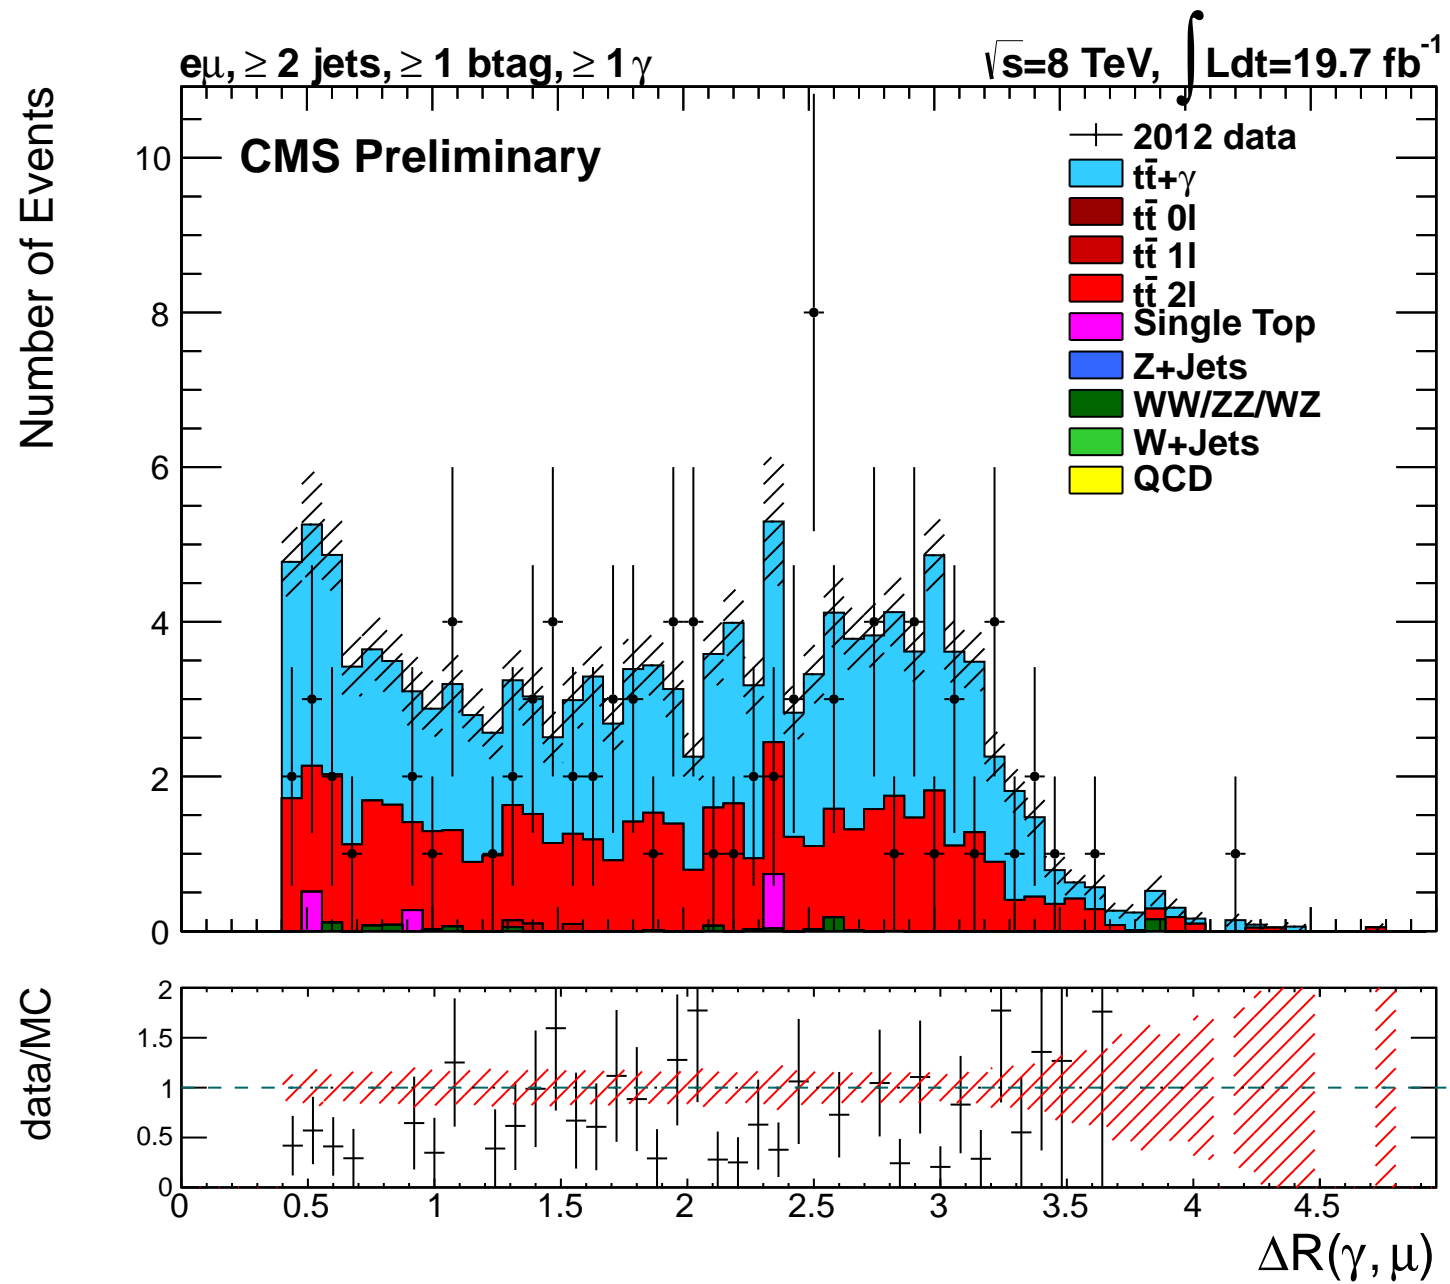 eμ, ≥ 2 jets, ≥ 1 btag, ≥ 1 γ
√s=8 TeV, ∫Ldt=19.7 fb⁻¹
CMS Preliminary
Number of Events
10
8
6
4
2
0
2012 data
tt̄+γ
tt̄ 0l
tt̄ 1l
tt̄ 2l
Single Top
Z+Jets
WW/ZZ/WZ
W+Jets
QCD
data/MC
2
1.5
1
0.5
0
0 0.5 1 1.5 2 2.5 3 3.5 4 4.5
ΔR(γ, μ)